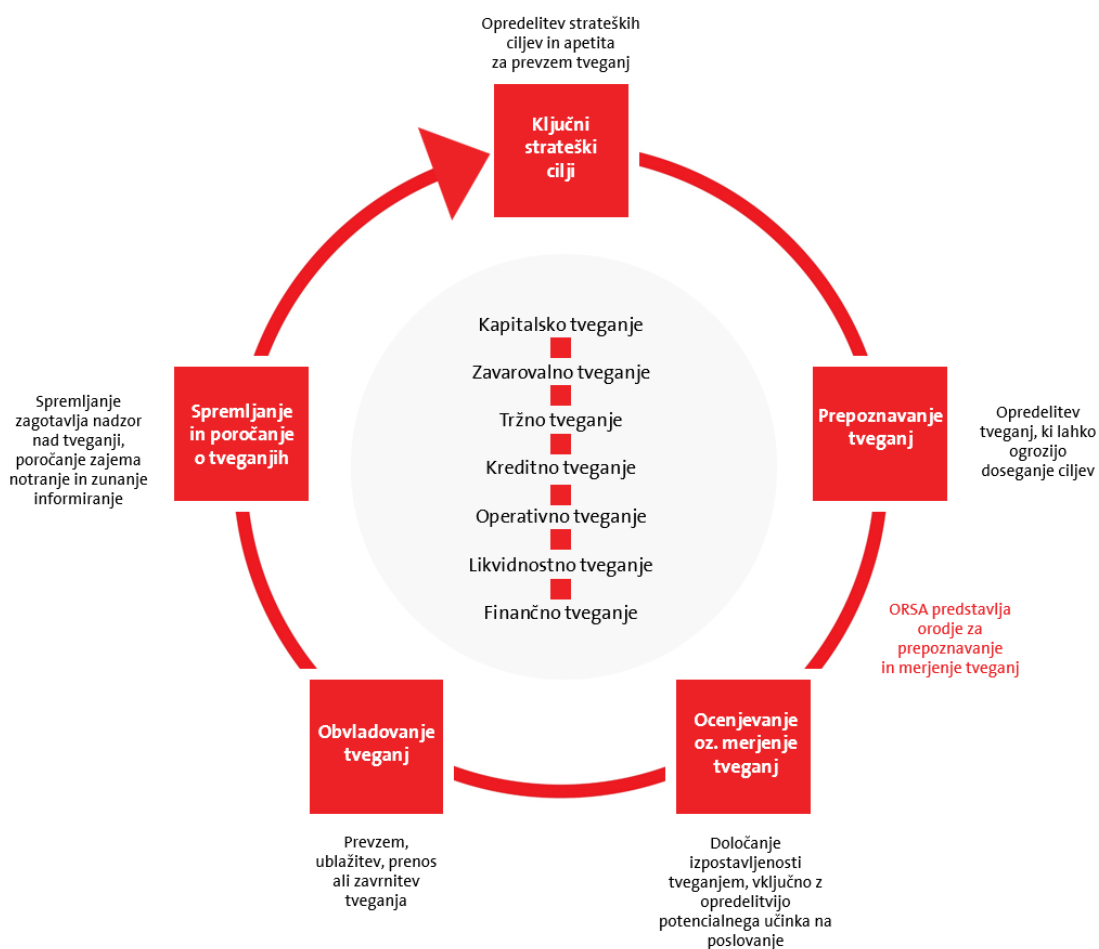 Opredelitev strateških
ciljev in apetita
za prevzem tveganj
Ključni
strateški
cilji
Kapitalsko tveganje
Zavarovalno tveganje
Tržno tveganje
Kreditno tveganje
Operativno tveganje
Likvidnostno tveganje
Finančno tveganje
Prepoznavanje
tveganj
Opredelitev
tveganj, ki lahko
ogrozijo
doseganje ciljev
ORSA predstavlja
orodje za
prepoznavanje
in merjenje tveganj
Ocenjevanje
oz. merjenje
tveganj
Določanje
izpostavljenosti
tveganjem, vključno z
opredelitvijo
potencialnega učinka na
poslovanje
Obvladovanje
tveganj
Prevzem,
ublažitev, prenos
ali zavrnitev
tveganja
Spremljanje
in poročanje
o tveganjih
Spremljanje
zagotavlja nadzor
nad tveganji,
poročanje zajema
notranje in zunanje
informiranje